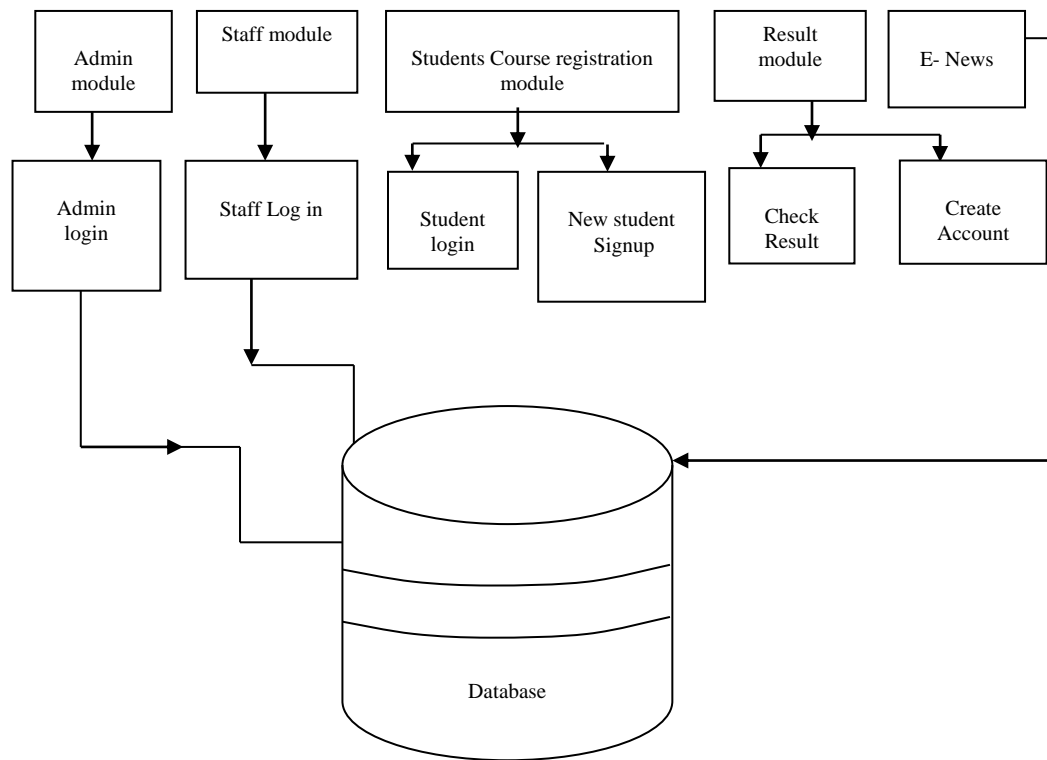 Admin
module
Staff module
Students Course registration
module
Result
module
E- News
Admin
login
Staff Log in
Student
login
New student
Signup
Check
Result
Create
Account
Database